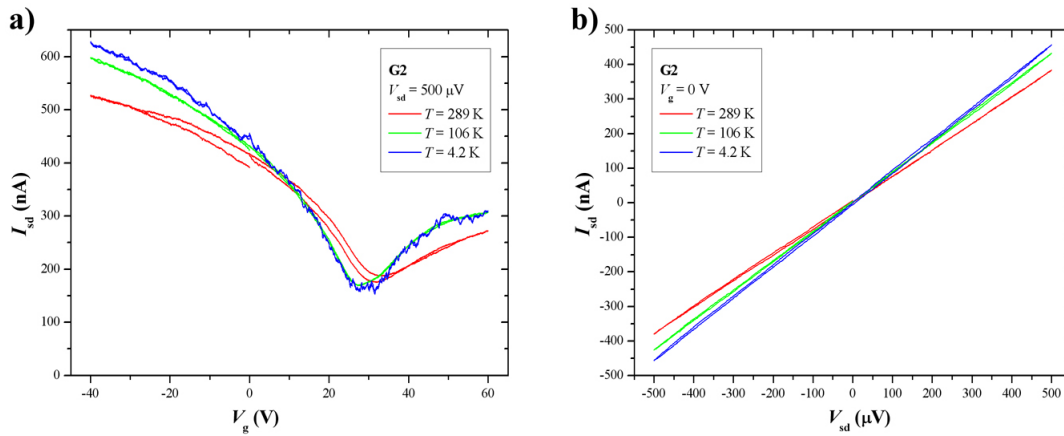 a)
600
500
400
300
200
100
0
-40
-20
0
20
40
60
I_sd (nA)
V_g (V)
G2
V_sd = 500 μV
T = 289 K
T = 106 K
T = 4.2 K
b)
500
400
300
200
100
0
-100
-200
-300
-400
-500
-500 -400 -300 -200 -100 0 100 200 300 400 500
I_sd (nA)
V_sd (μV)
G2
V_g = 0 V
T = 289 K
T = 106 K
T = 4.2 K